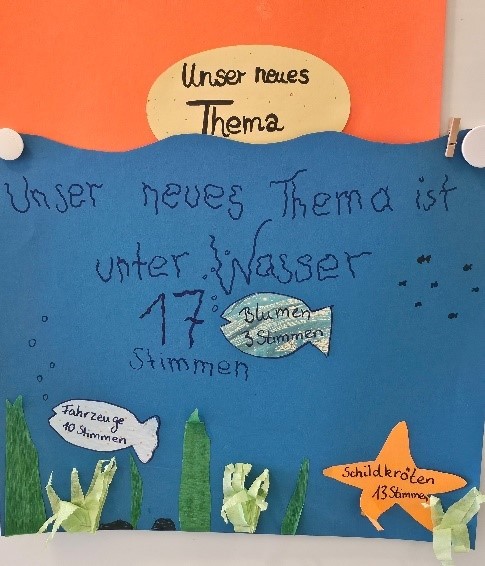 Unser neues
Thema
Unser neues Thema ist
unter Wasser
17
Stimmen
Blumen
3 Stimmen
Fahrzeuge
10 Stimmen
Schildkröten
13 Stimmen